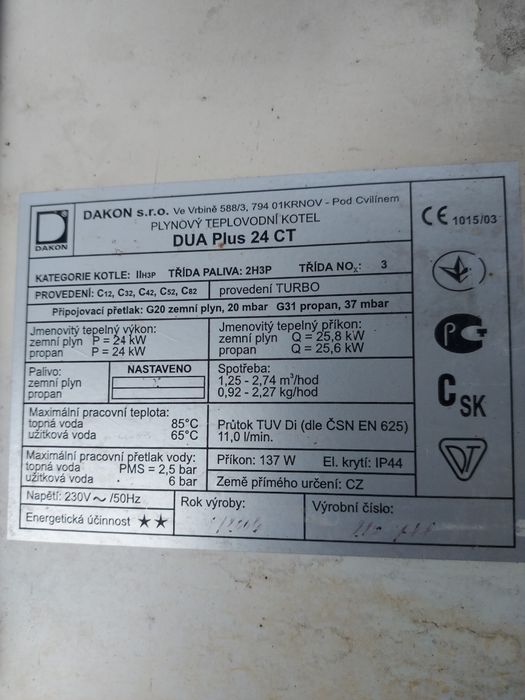 DAKON
DAKON s.r.o. Ve Vrbině 588/3, 794 01KRNOV - Pod Cvilínem
PLYNOVÝ TEPLOVODNÍ KOTEL
DUA Plus 24 CT
CE 1015/03
KATEGORIE KOTLE: IIH3P TŘÍDA PALIVA: 2H3P TŘÍDA NOX: 3
PROVEDENÍ: C12, C32, C42, C52, C82 provedení TURBO
Připojovací přetlak: G20 zemní plyn, 20 mbar G31 propan, 37 mbar
Jmenovitý tepelný výkon:
zemní plyn P = 24 kW
propan P = 24 kW
Jmenovitý tepelný příkon:
zemní plyn Q = 25,8 kW
propan Q = 25,6 kW
Palivo: NASTAVENO
zemní plyn
propan
Spotřeba:
1,25 - 2,74 m³/hod
0,92 - 2,27 kg/hod
Maximální pracovní teplota:
topná voda 85°C
užitková voda 65°C
Průtok TUV Di (dle ČSN EN 625)
11,0 l/min.
Maximální pracovní přetlak vody:
topná voda PMS = 2,5 bar
užitková voda 6 bar
Příkon: 137 W El. krytí: IP44
Země přímého určení: CZ
Napětí: 230V ~ /50Hz
Energetická účinnost ★★
Rok výroby:
Výrobní číslo:
C SK